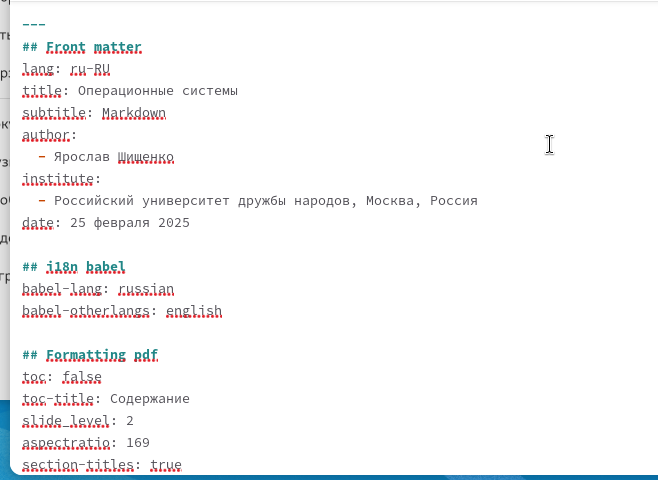 ---
## Front matter
lang: ru-RU
title: Операционные системы
subtitle: Markdown
author:
  - Ярослав Шищенко
institute:
  - Российский университет дружбы народов, Москва, Россия
date: 25 февраля 2025
## i18n babel
babel-lang: russian
babel-otherlangs: english
## Formatting pdf
toc: false
toc-title: Содержание
slide_level: 2
aspectratio: 169
section-titles: true